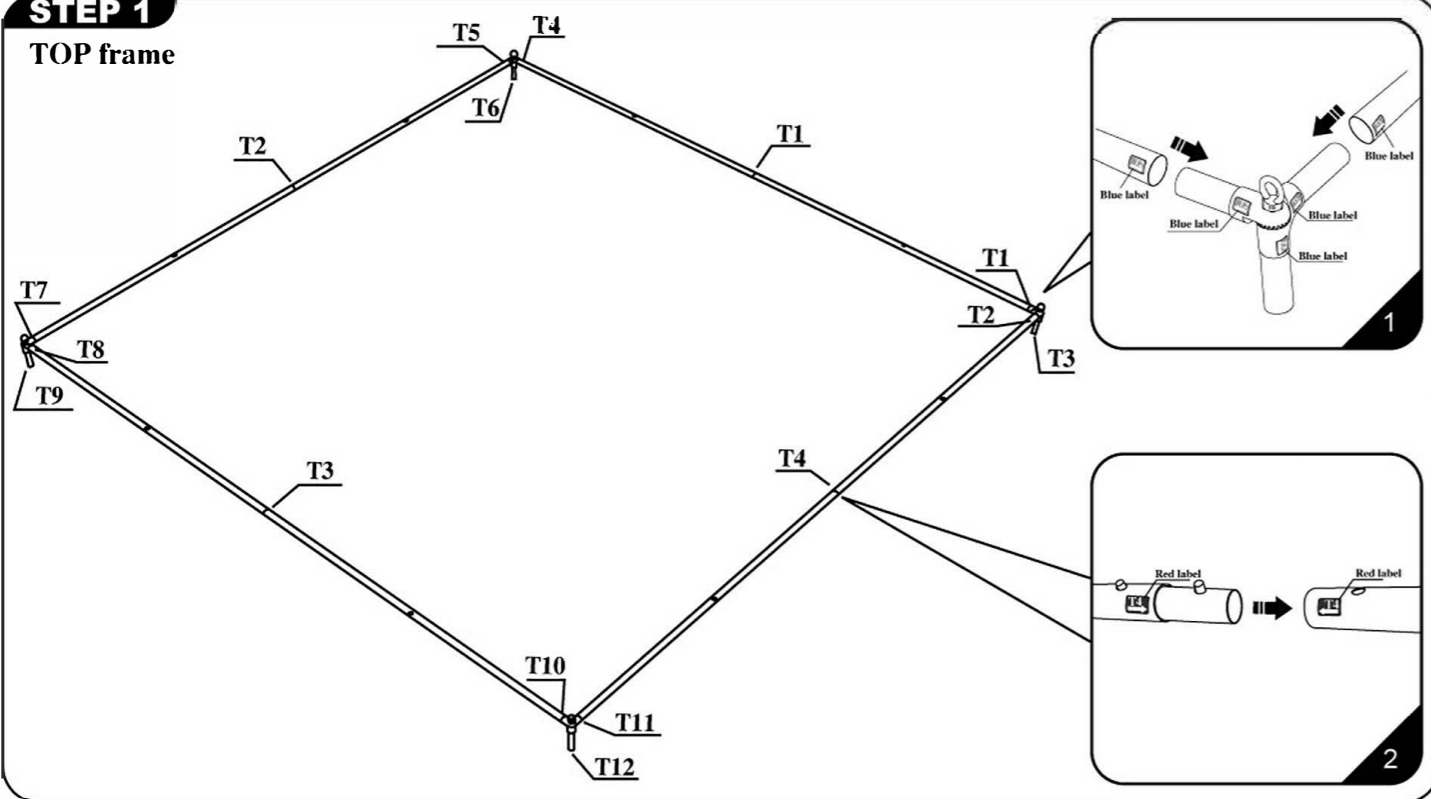 STEP 1
TOP frame
T5
T4
T6
T2
T1
T7
T8
T9
T1
T2
T3
T3
T4
T10
T11
T12
Blue label
Blue label
Blue label
Blue label
Blue label
1
Red label
Red label
2